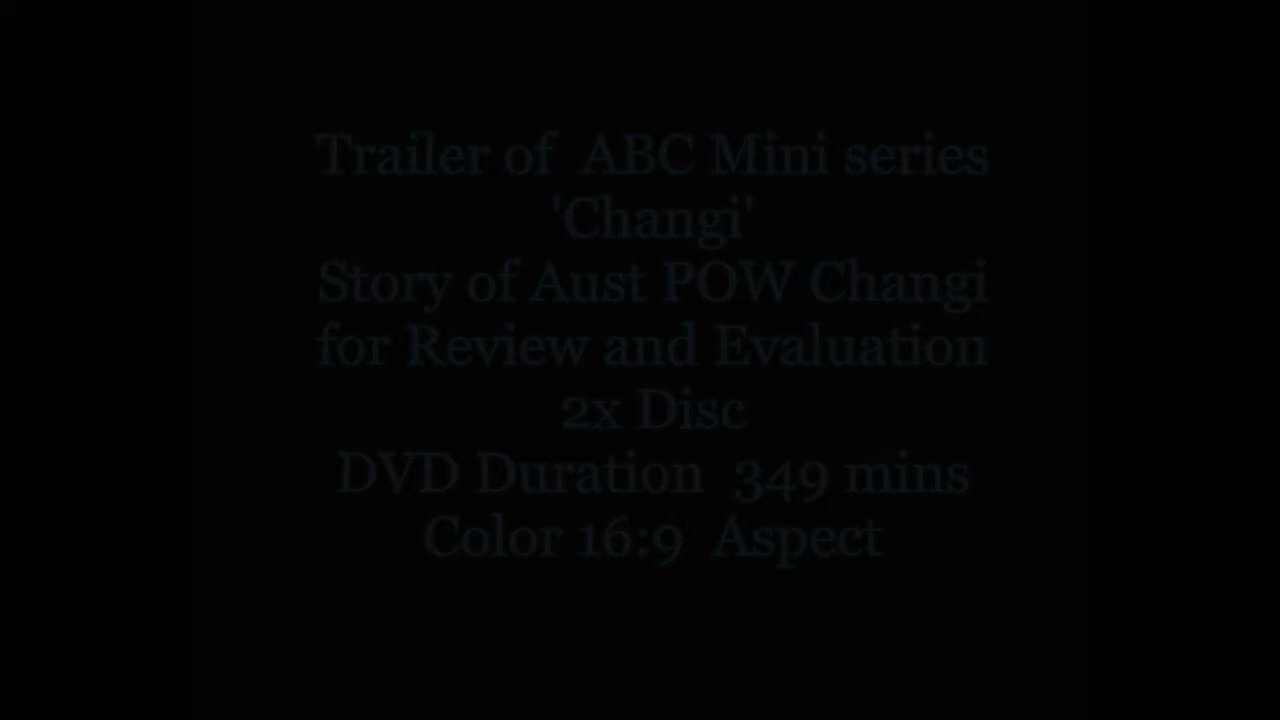 Trailer of  ABC Mini series
'Changi'
Story of Aust POW Changi
for Review and Evaluation
2x Disc
DVD Duration  349 mins
Color 16:9  Aspect